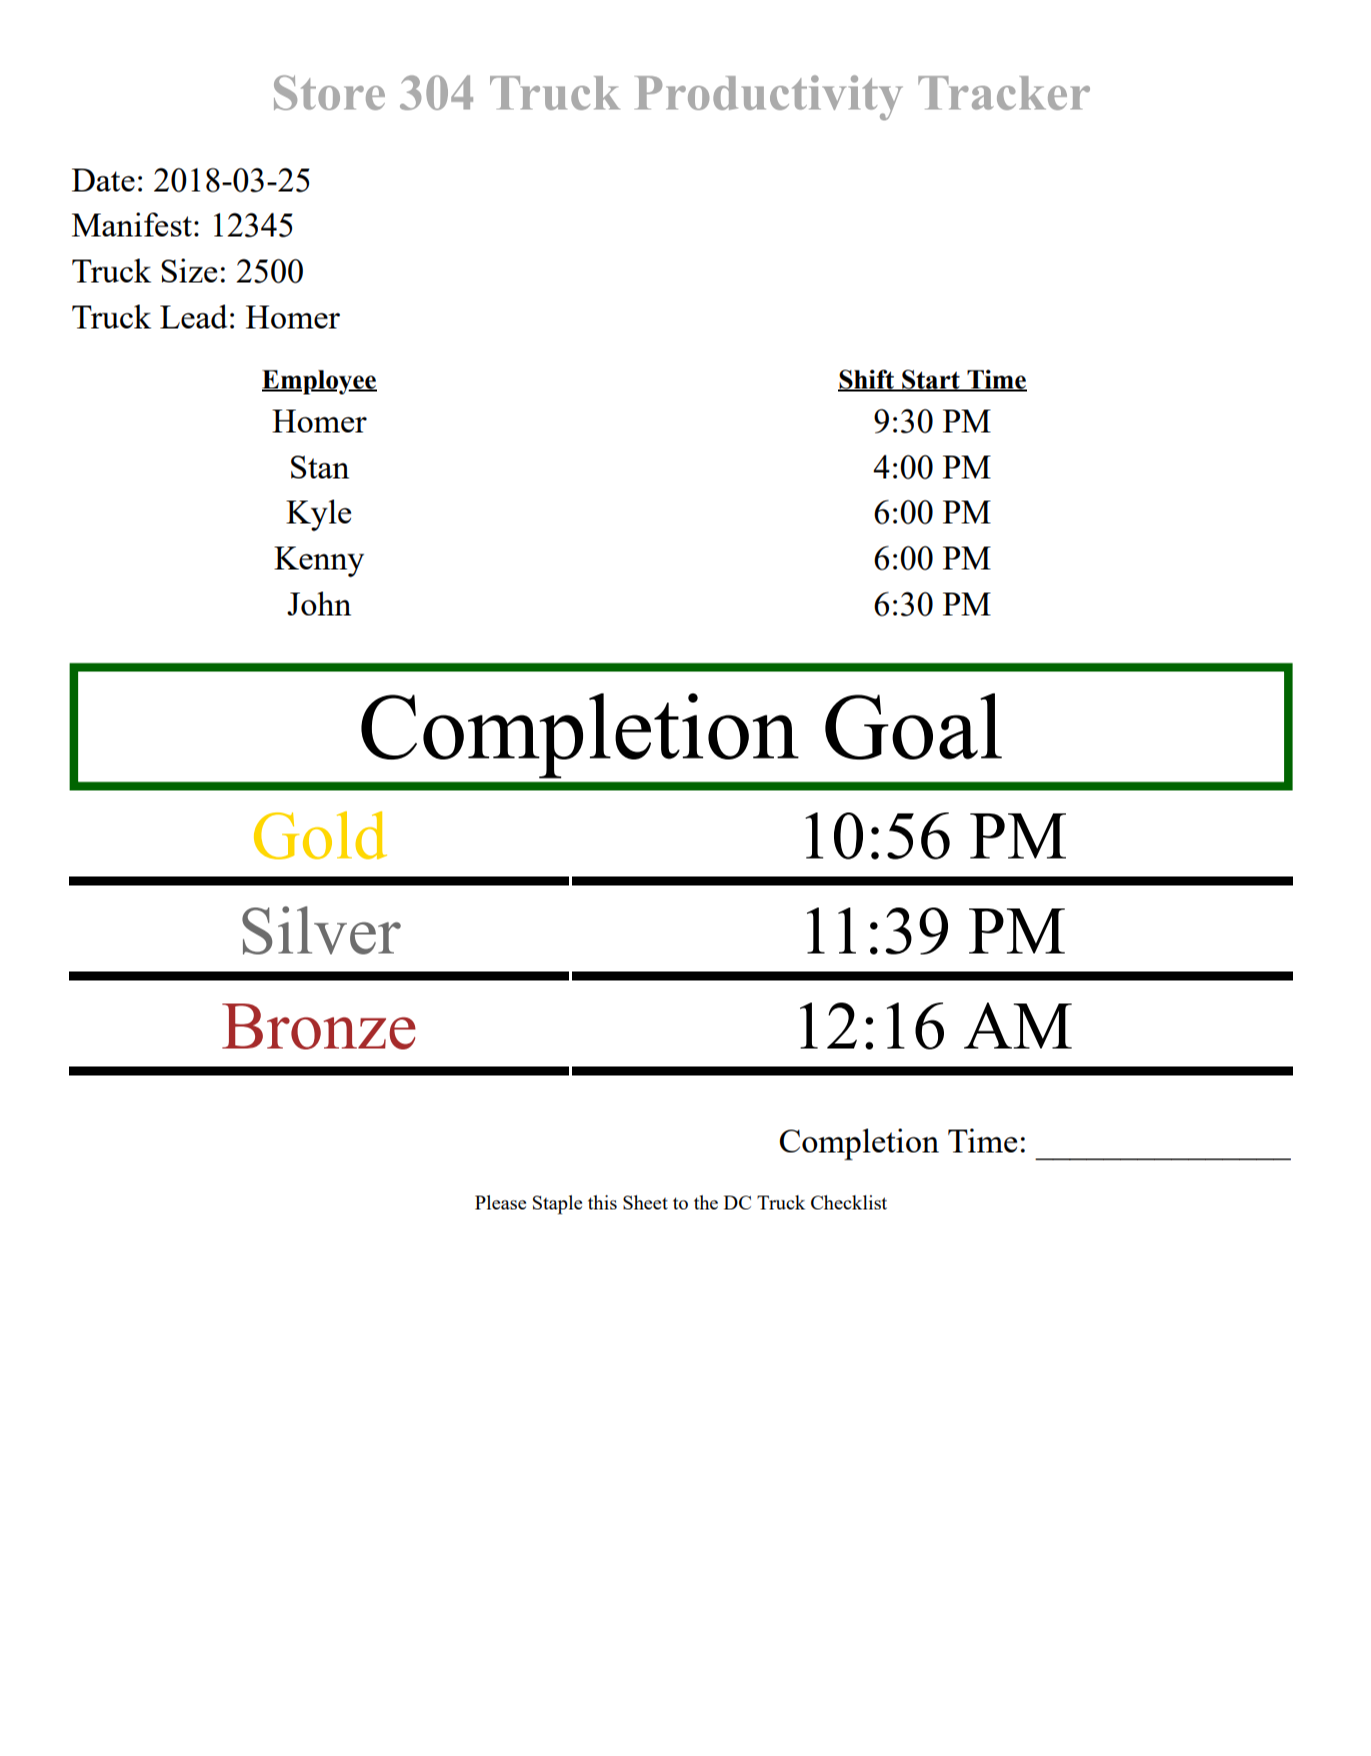 Store 304 Truck Productivity Tracker
Date: 2018-03-25
Manifest: 12345
Truck Size: 2500
Truck Lead: Homer
Employee Shift Start Time
Homer 9:30 PM
Stan 4:00 PM
Kyle 6:00 PM
Kenny 6:00 PM
John 6:30 PM
Completion Goal
Gold 10:56 PM
Silver 11:39 PM
Bronze 12:16 AM
Completion Time: _______________
Please Staple this Sheet to the DC Truck Checklist